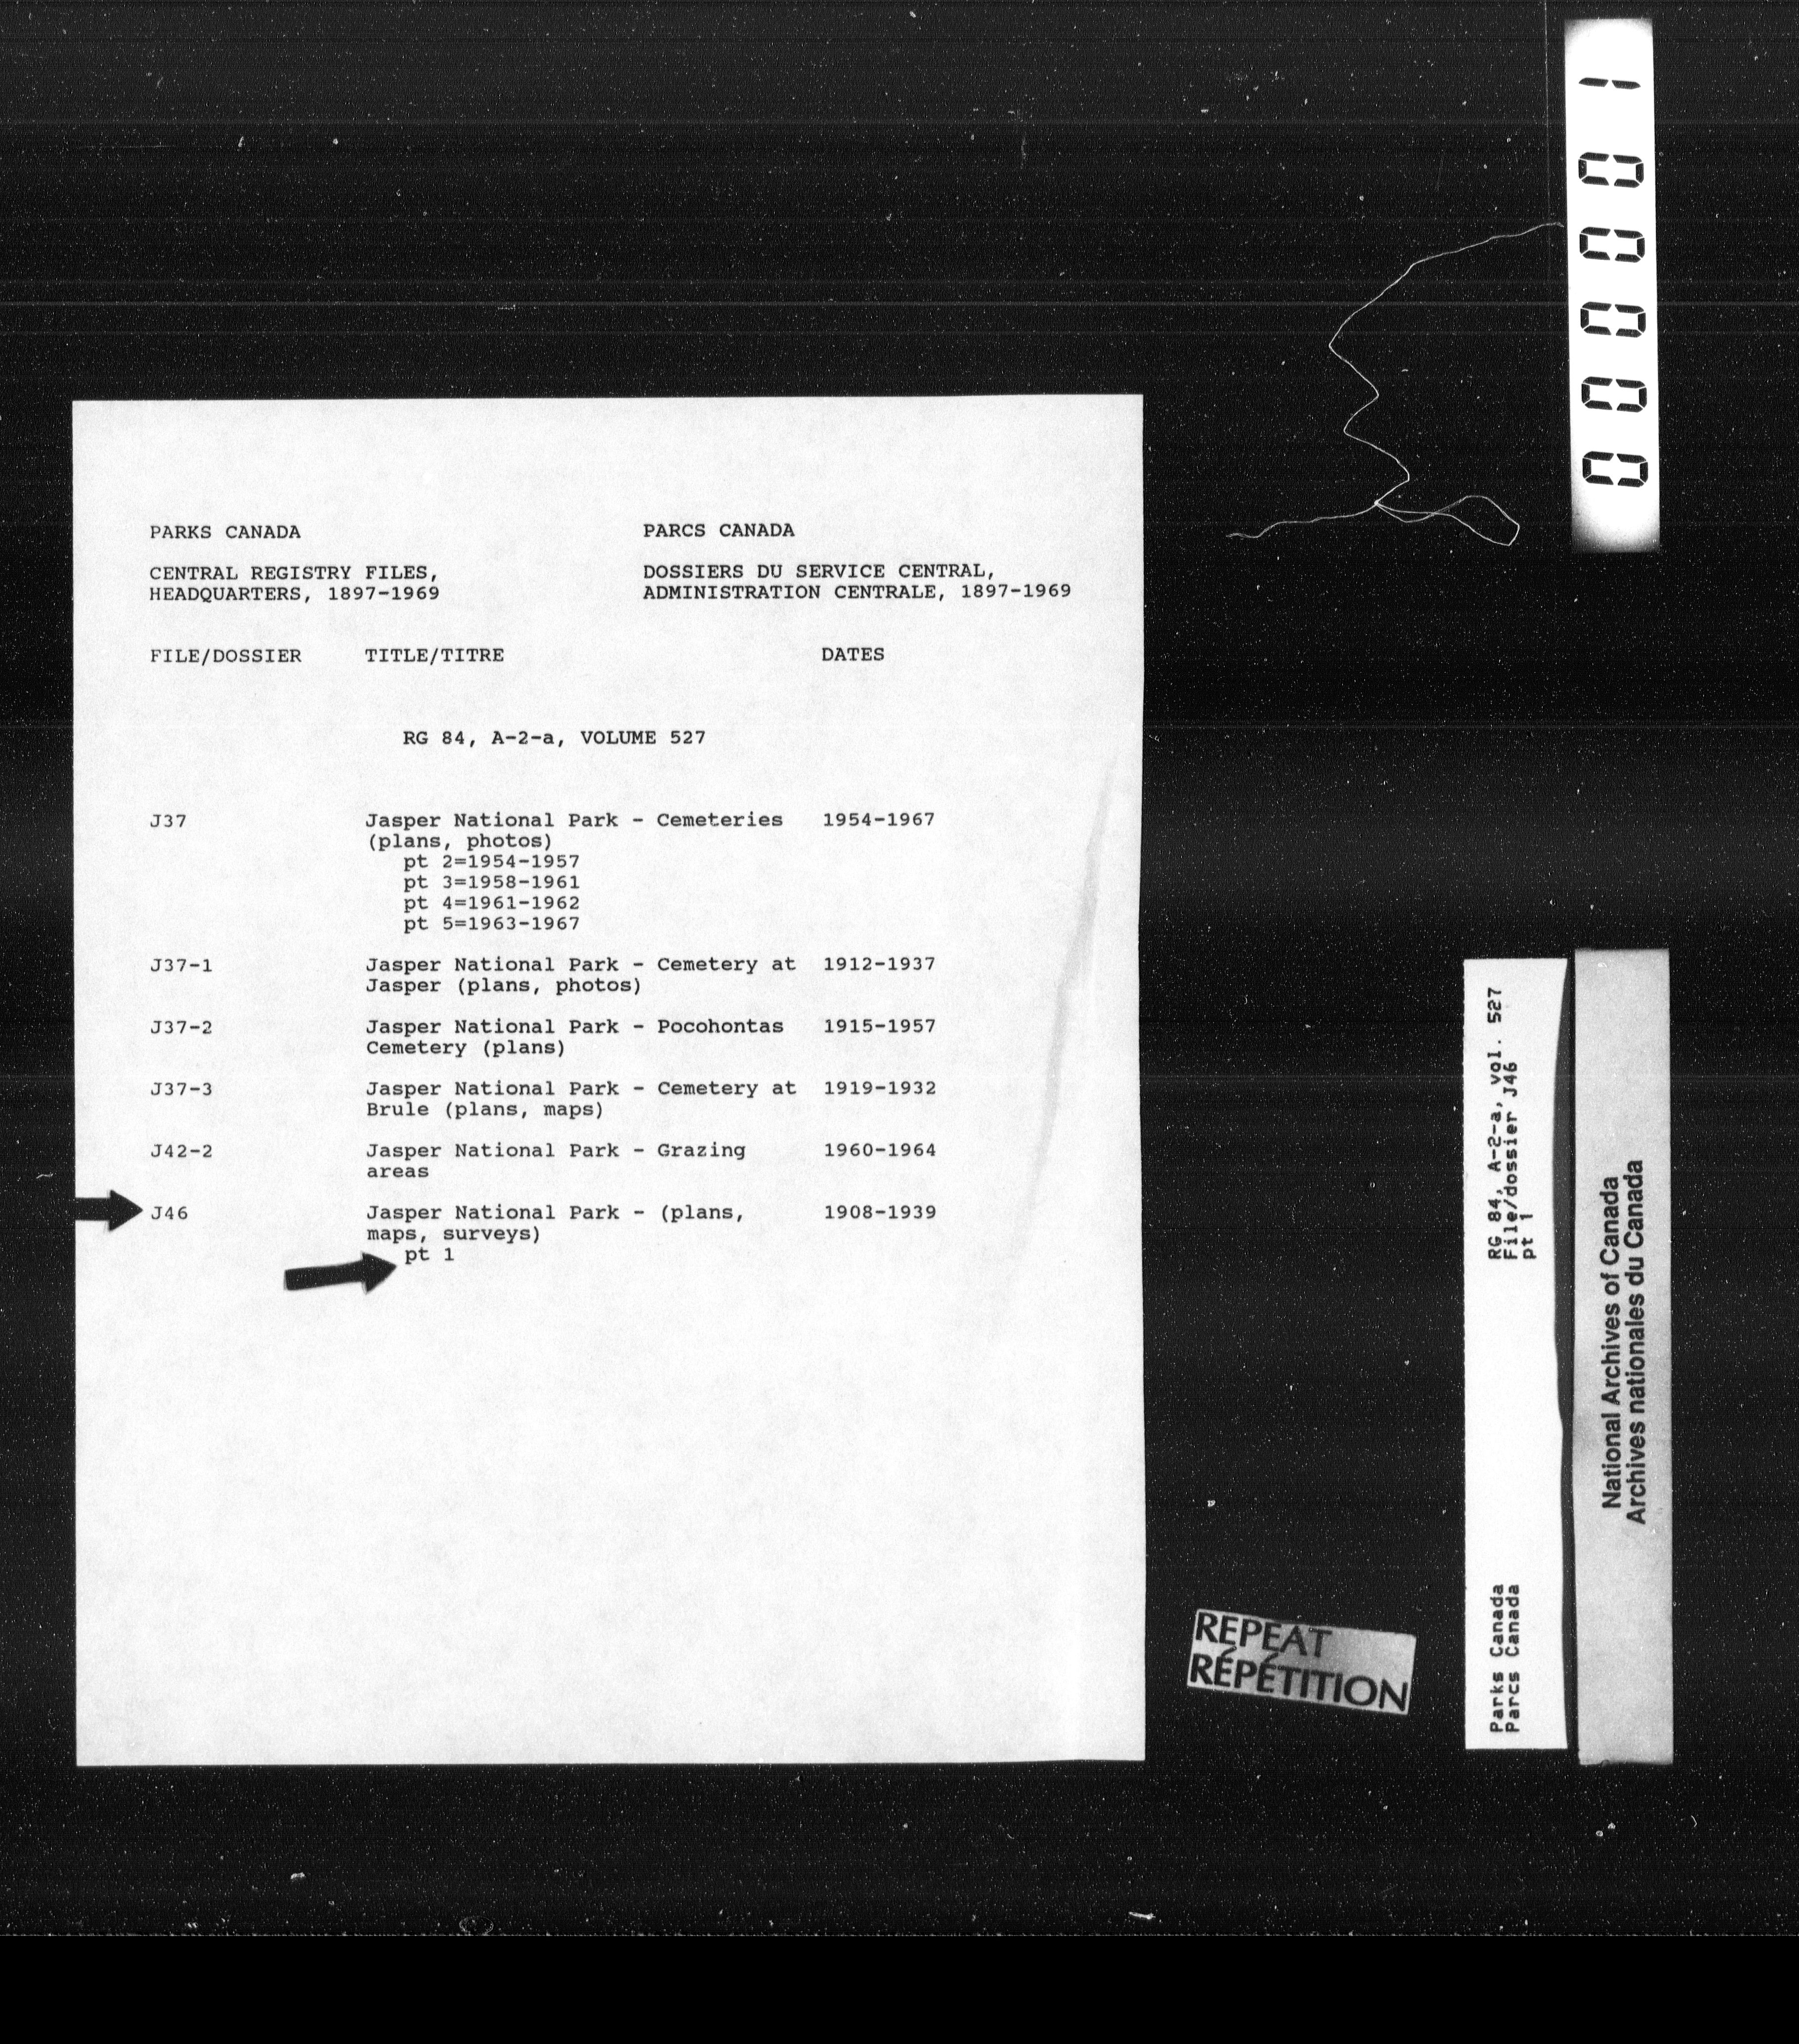 000001
PARKS CANADA
PARCS CANADA
CENTRAL REGISTRY FILES,
HEADQUARTERS, 1897-1969
DOSSIERS DU SERVICE CENTRAL,
ADMINISTRATION CENTRALE, 1897-1969
FILE/DOSSIER TITLE/TITRE DATES
RG 84, A-2-a, VOLUME 527
J37 Jasper National Park - Cemeteries 1954-1967
(plans, photos)
pt 2=1954-1957
pt 3=1958-1961
pt 4=1961-1962
pt 5=1963-1967
J37-1 Jasper National Park - Cemetery at 1912-1937
Jasper (plans, photos)
J37-2 Jasper National Park - Pocohontas 1915-1957
Cemetery (plans)
J37-3 Jasper National Park - Cemetery at 1919-1932
Brule (plans, maps)
J42-2 Jasper National Park - Grazing 1960-1964
areas
J46 Jasper National Park - (plans, 1908-1939
maps, surveys)
pt 1
REPEAT
RÉPÉTITION
Parks Canada RG 84, A-2-a, vol. 527
Parcs Canada File/dossier J46
pt 1
National Archives of Canada
Archives nationales du Canada